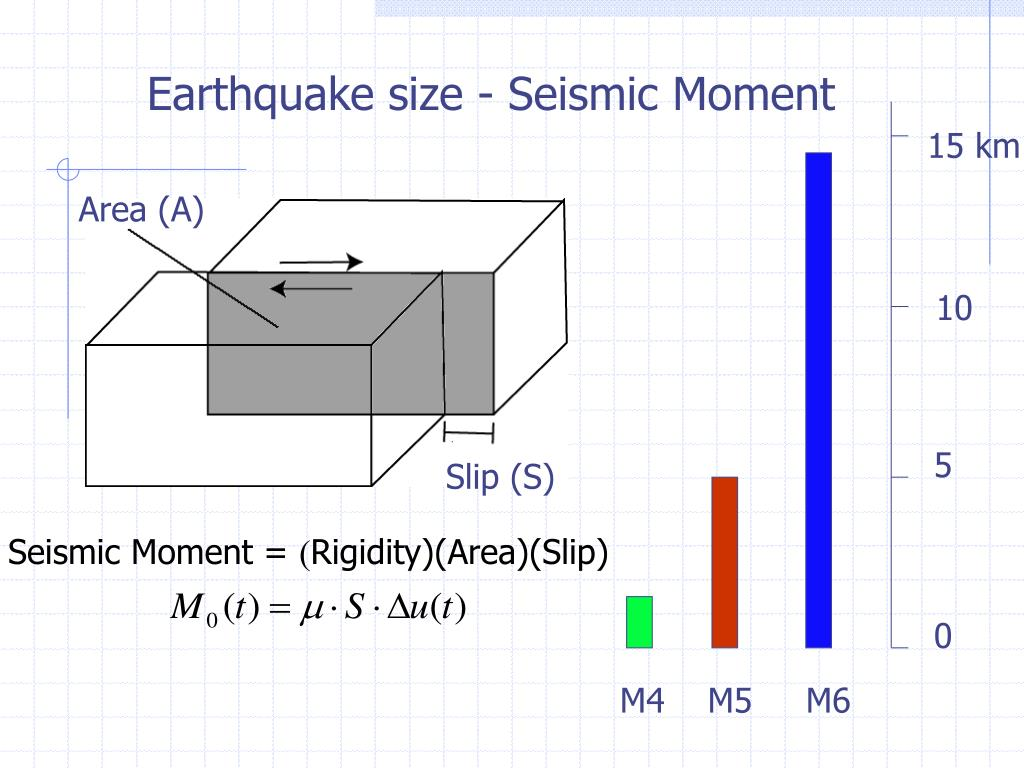 Earthquake size - Seismic Moment
Area (A)
Slip (S)
Seismic Moment = (Rigidity)(Area)(Slip)
M₀(t) = μ · S · Δu(t)
15 km
10
5
0
M4 M5 M6